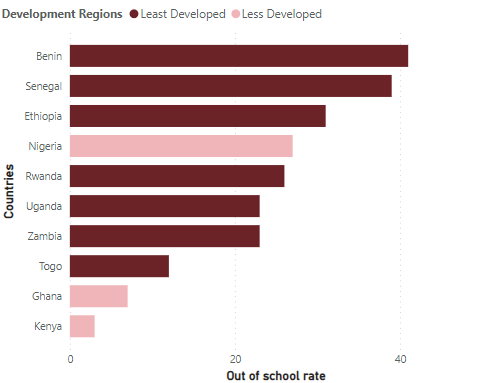 Development Regions Least Developed Less Developed
Countries
Benin
Senegal
Ethiopia
Nigeria
Rwanda
Uganda
Zambia
Togo
Ghana
Kenya
0 20 40
Out of school rate